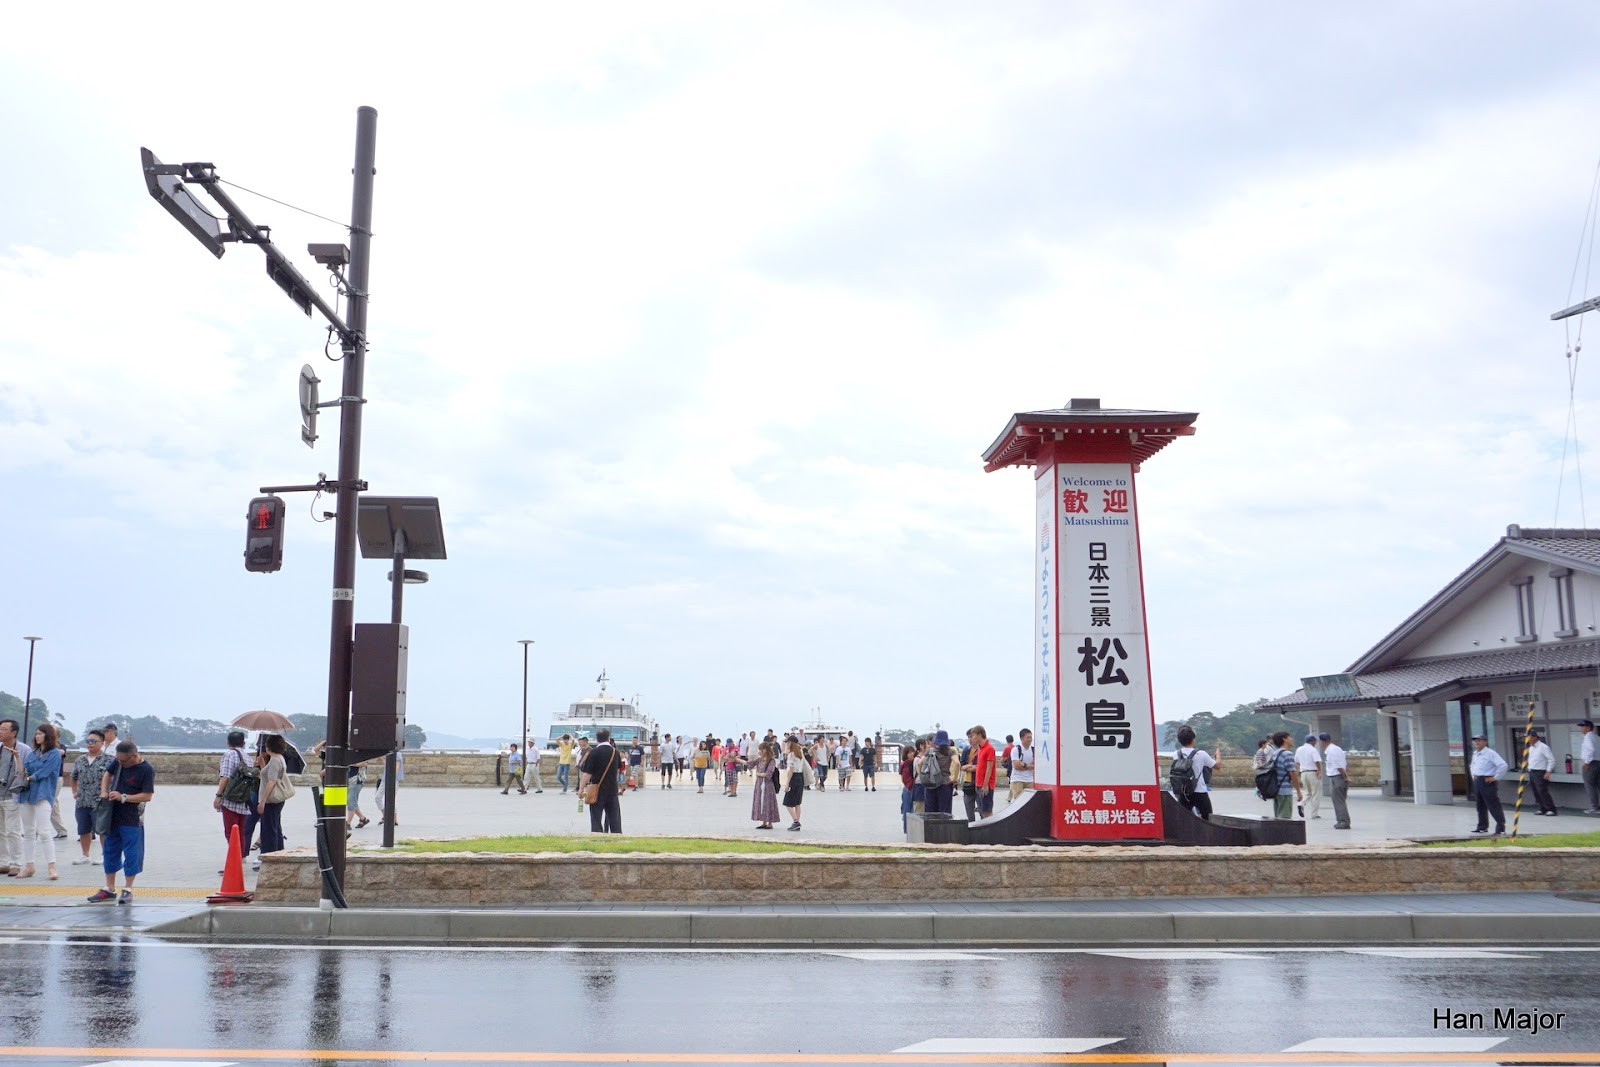 Welcome to
歓迎
Matsushima
日本三景
松島
松島町
松島観光協会
ようこそ松島へ
Han Major